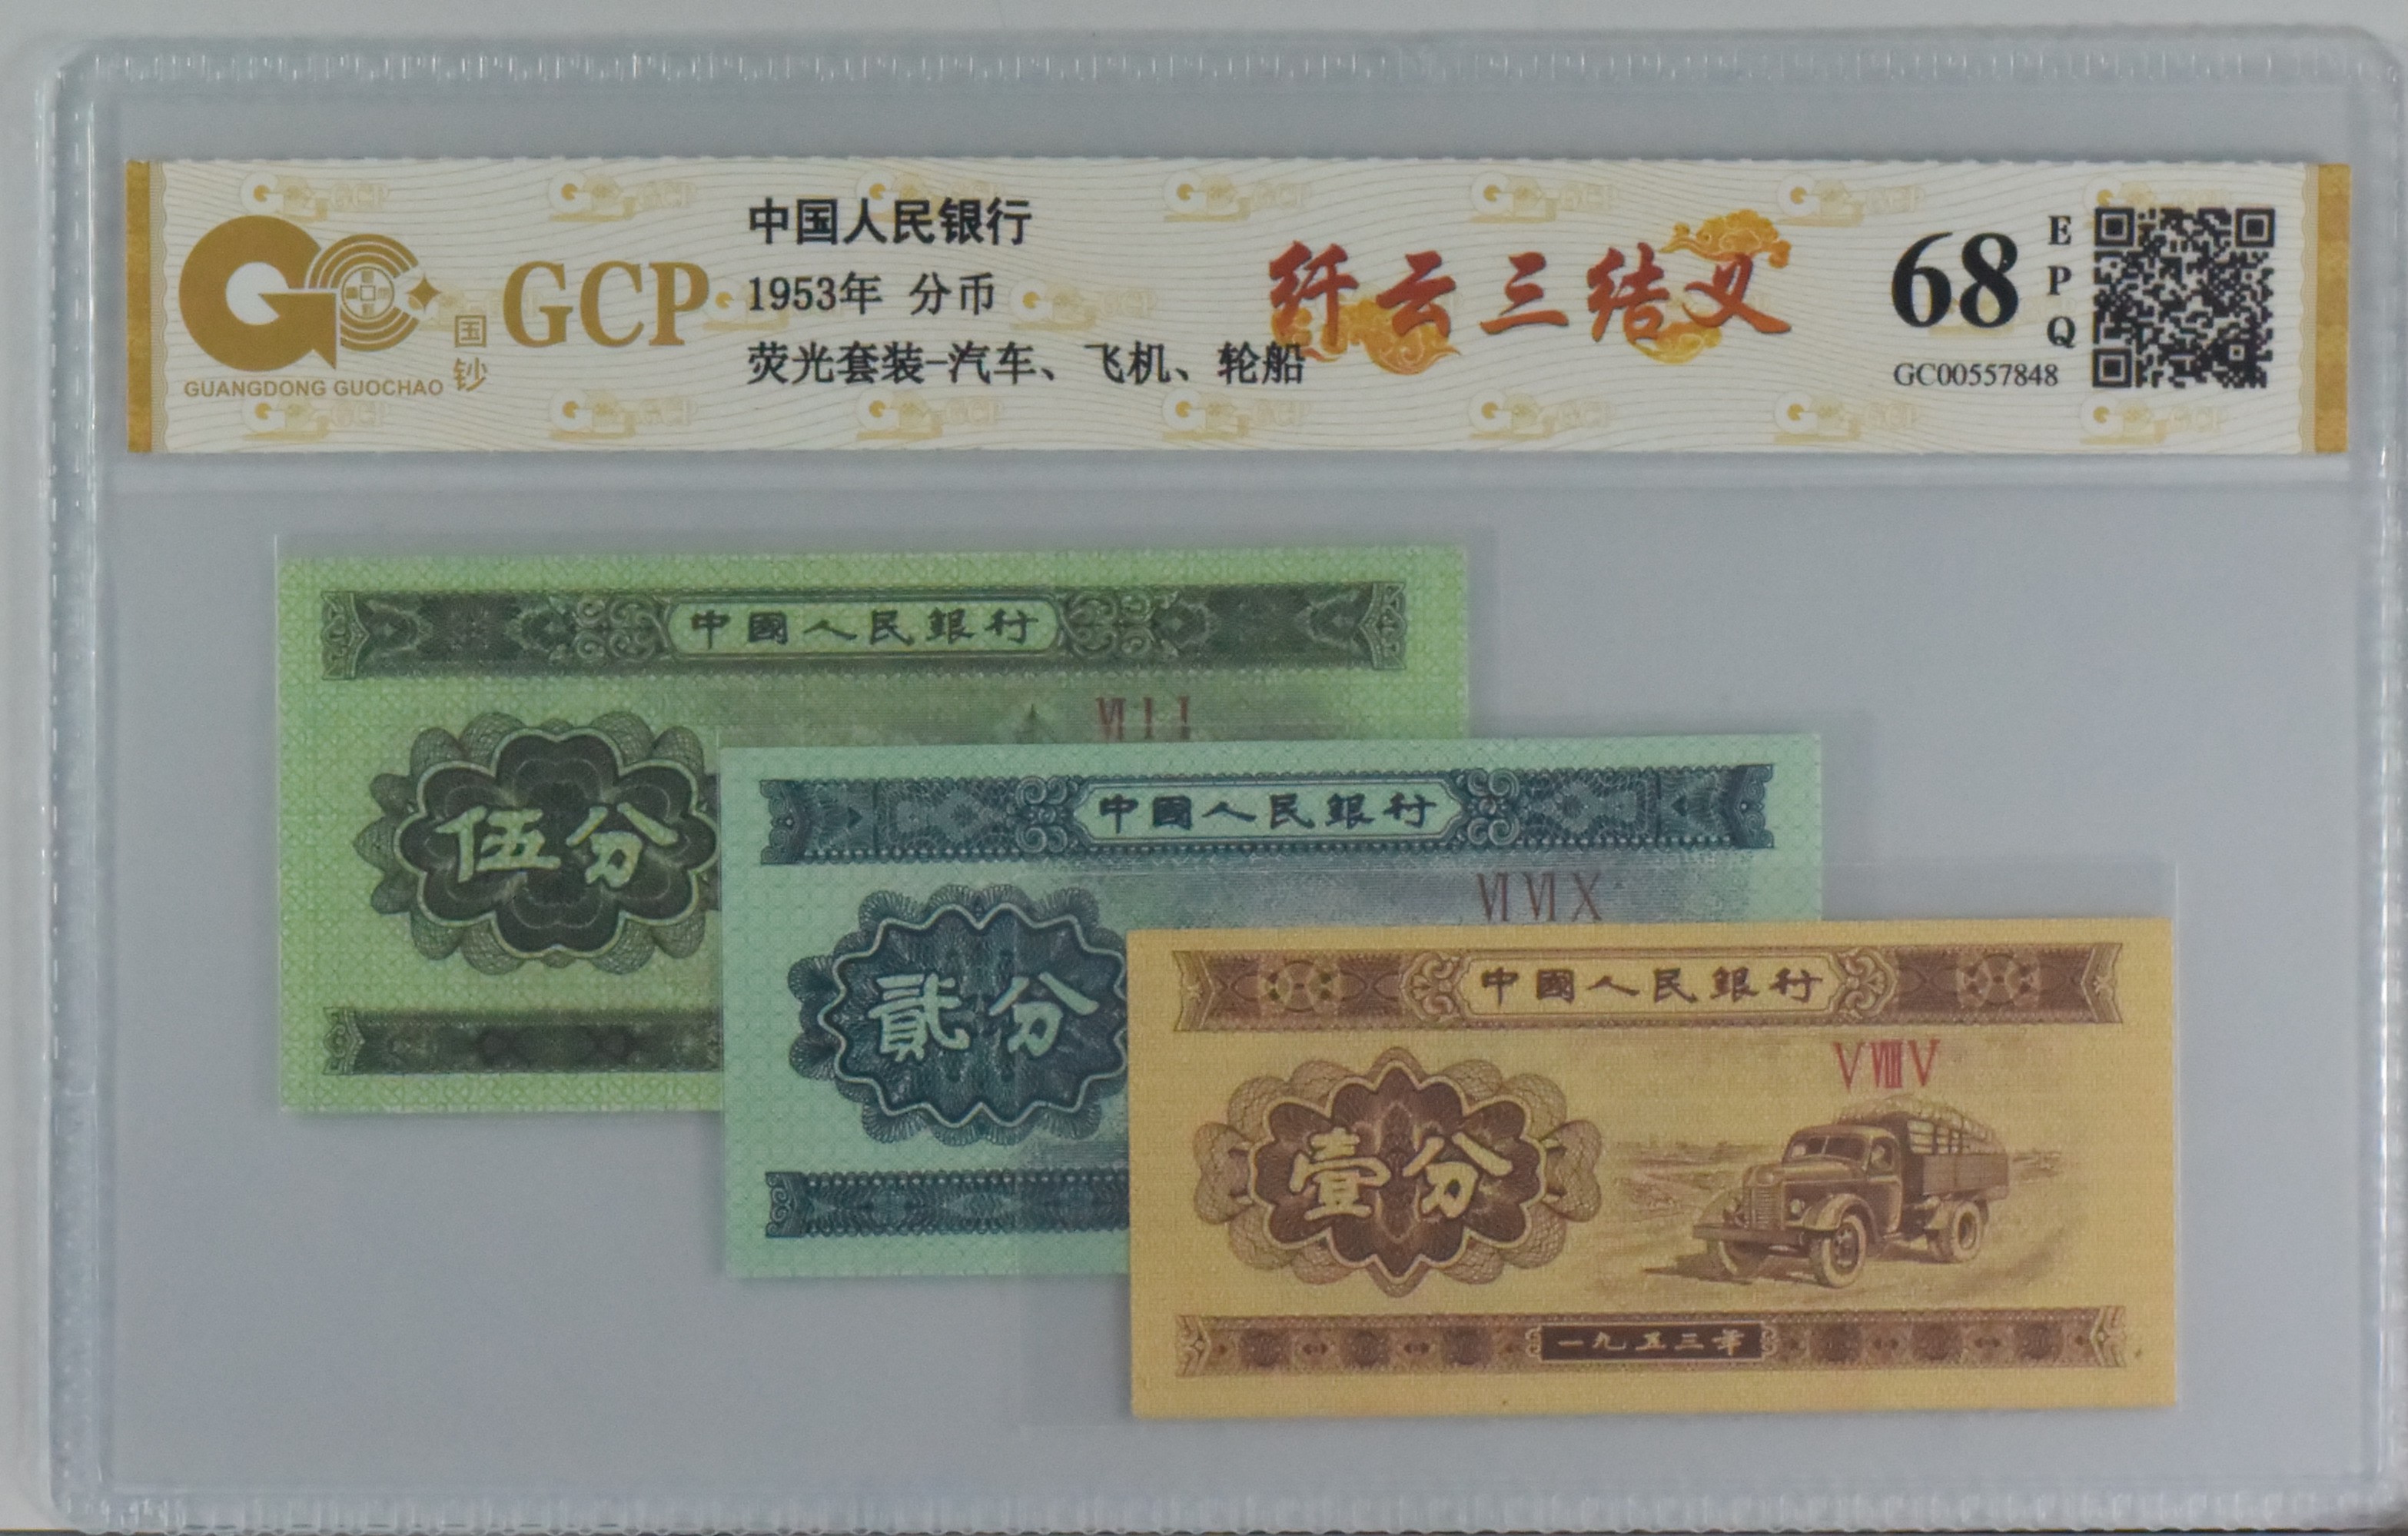 GCP
国钞
GUANGDONG GUOCHAO
中国人民银行
1953年 分币
荧光套装-汽车、飞机、轮船
纤云三结义
68
EPQ
GC00557848
中國人民銀行
VI I I
伍分
中國人民銀行
VI VI X
貳分
中國人民銀行
V VIII V
壹分
一九五三年